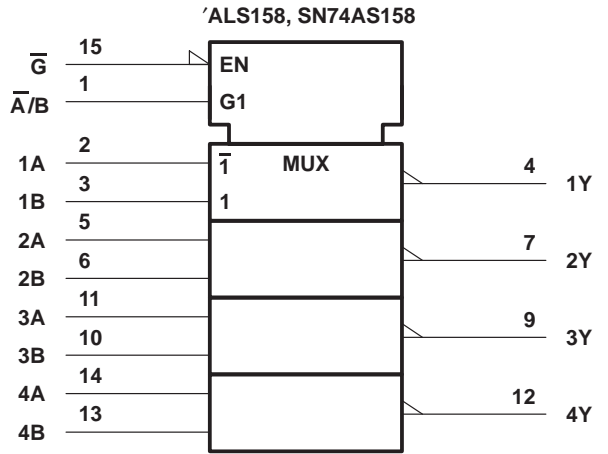 ′ALS158, SN74AS158
G̅ 15 EN
A̅/B 1 G1
MUX
1A 2 1̅
1B 3 1
4 1Y
2A 5
2B 6
7 2Y
3A 11
3B 10
9 3Y
4A 14
4B 13
12 4Y